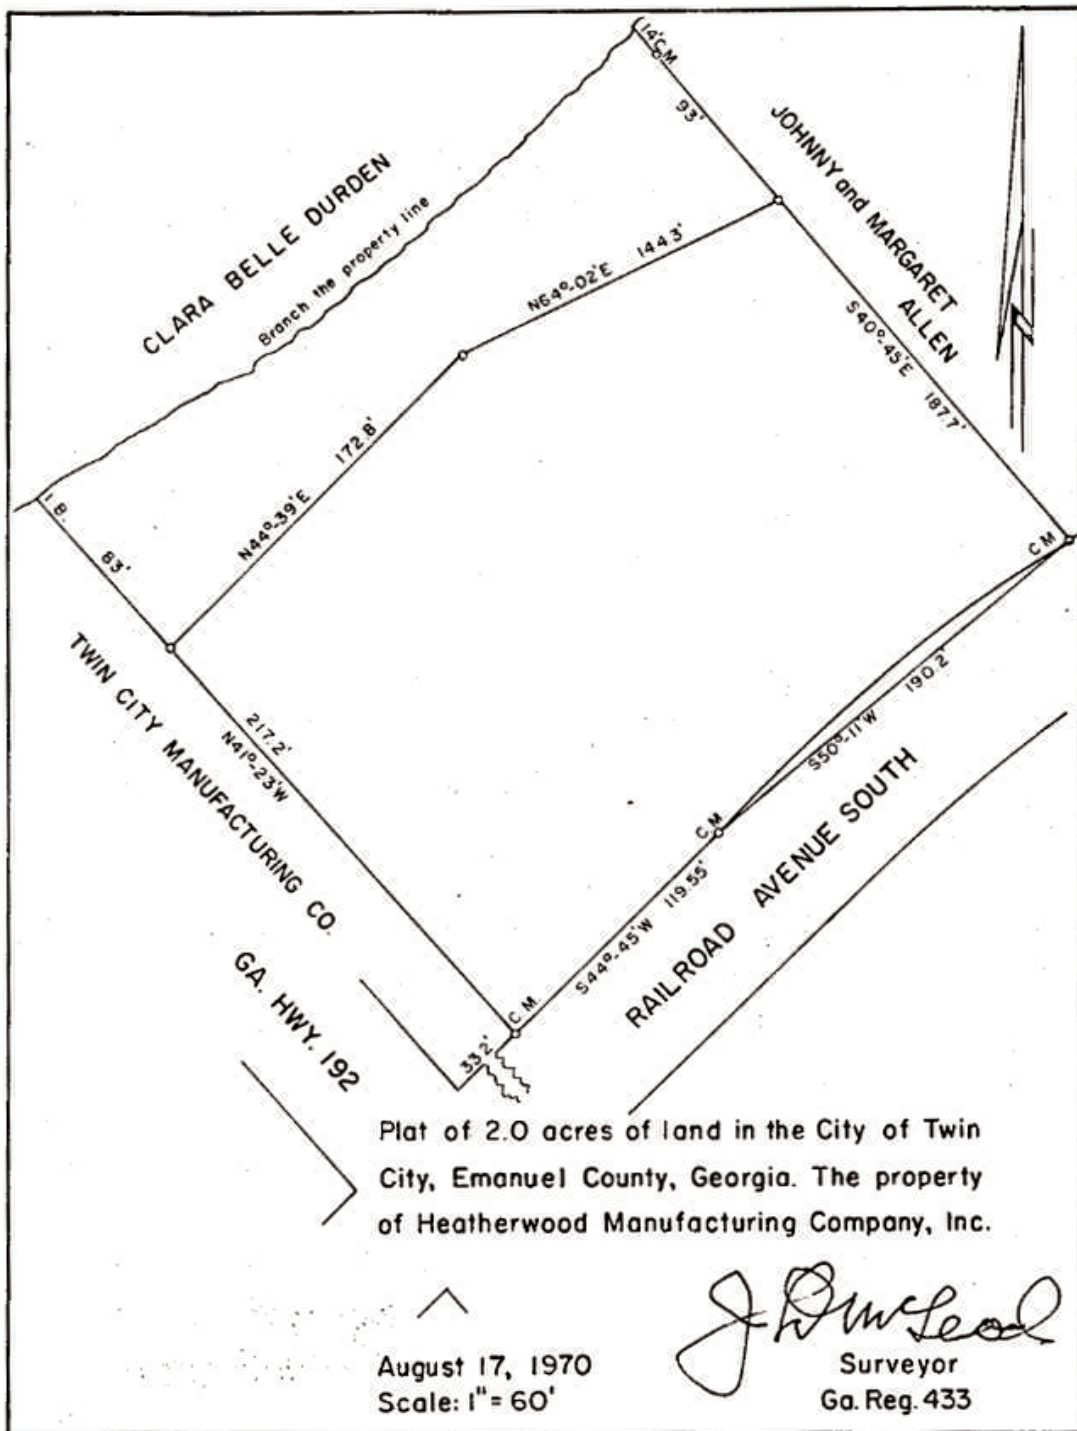 14'
C.M
93'
JOHNNY and MARGARET
ALLEN
CLARA BELLE DURDEN
Branch the property line
N64°-02'E 144.3'
S40°-45'E 187.7'
N44°-39'E 172.8'
I. B.
83'
C M
TWIN CITY MANUFACTURING CO.
217.2'
N41°-23'W
S50°-11'W 190.2'
C.M.
S44°-45'W 119.55'
RAILROAD AVENUE SOUTH
C.M.
33.2'
GA. HWY. 192
Plat of 2.0 acres of land in the City of Twin
City, Emanuel County, Georgia. The property
of Heatherwood Manufacturing Company, Inc.
J D McLeod
August 17, 1970
Scale: 1" = 60'
Surveyor
Ga. Reg. 433